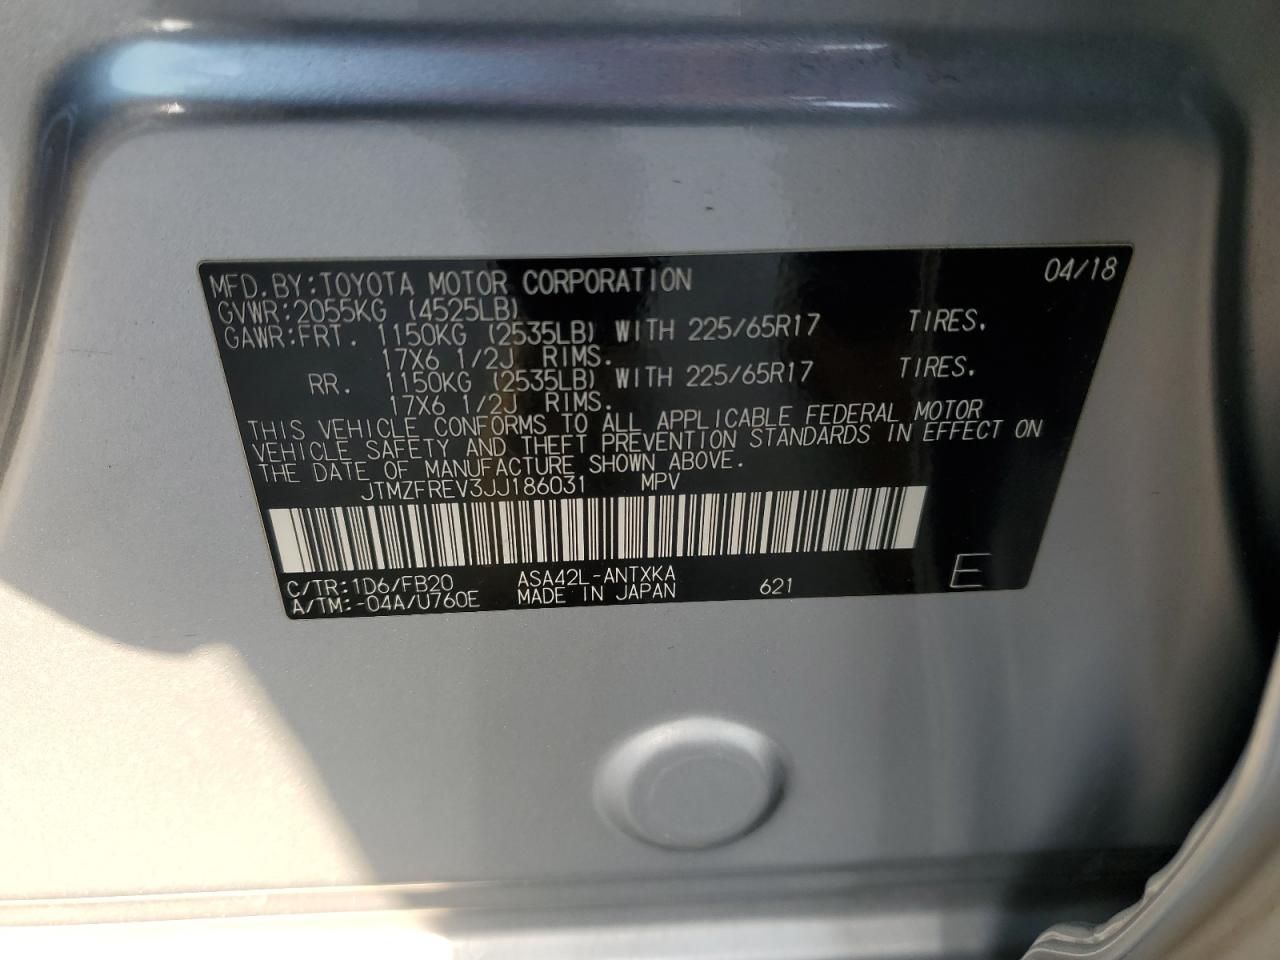 MFD.BY:TOYOTA MOTOR CORPORATION 04/18
GVWR:2055KG (4525LB)
GAWR:FRT. 1150KG (2535LB) WITH 225/65R17 TIRES.
17X6 1/2J RIMS.
RR. 1150KG (2535LB) WITH 225/65R17 TIRES.
17X6 1/2J RIMS.
THIS VEHICLE CONFORMS TO ALL APPLICABLE FEDERAL MOTOR
VEHICLE SAFETY AND THEFT PREVENTION STANDARDS IN EFFECT ON
THE DATE OF MANUFACTURE SHOWN ABOVE.
JTMZFREV3JJ186031 MPV
C/TR:1D6/FB20 ASA42L-ANTXKA
A/TM:-04A/U760E MADE IN JAPAN 621 E